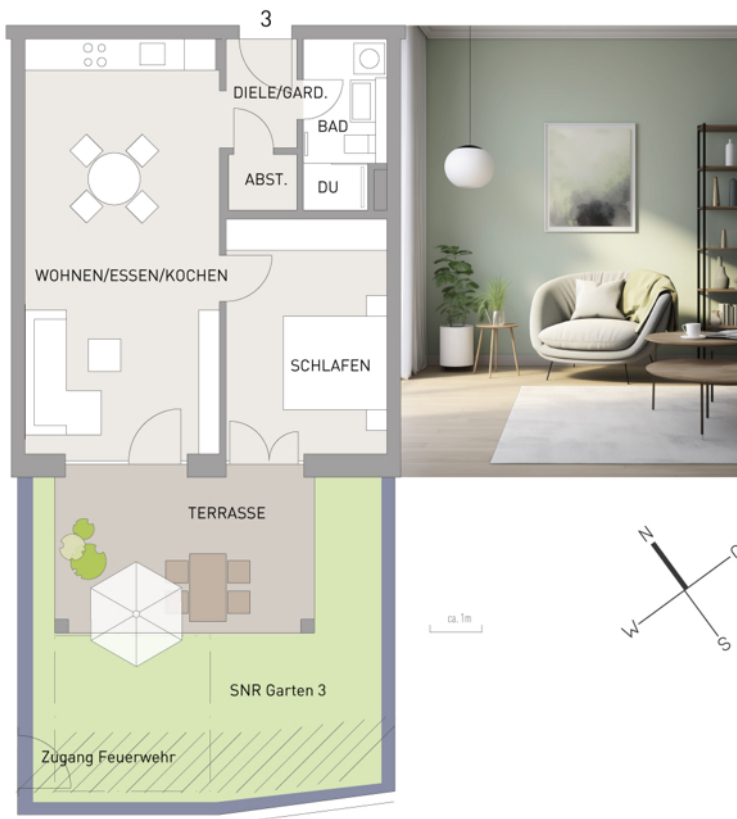 3
DIELE/GARD.
BAD
ABST.
DU
WOHNEN/ESSEN/KOCHEN
SCHLAFEN
TERRASSE
N
O
ca. 1m
W
S
SNR Garten 3
Zugang Feuerwehr